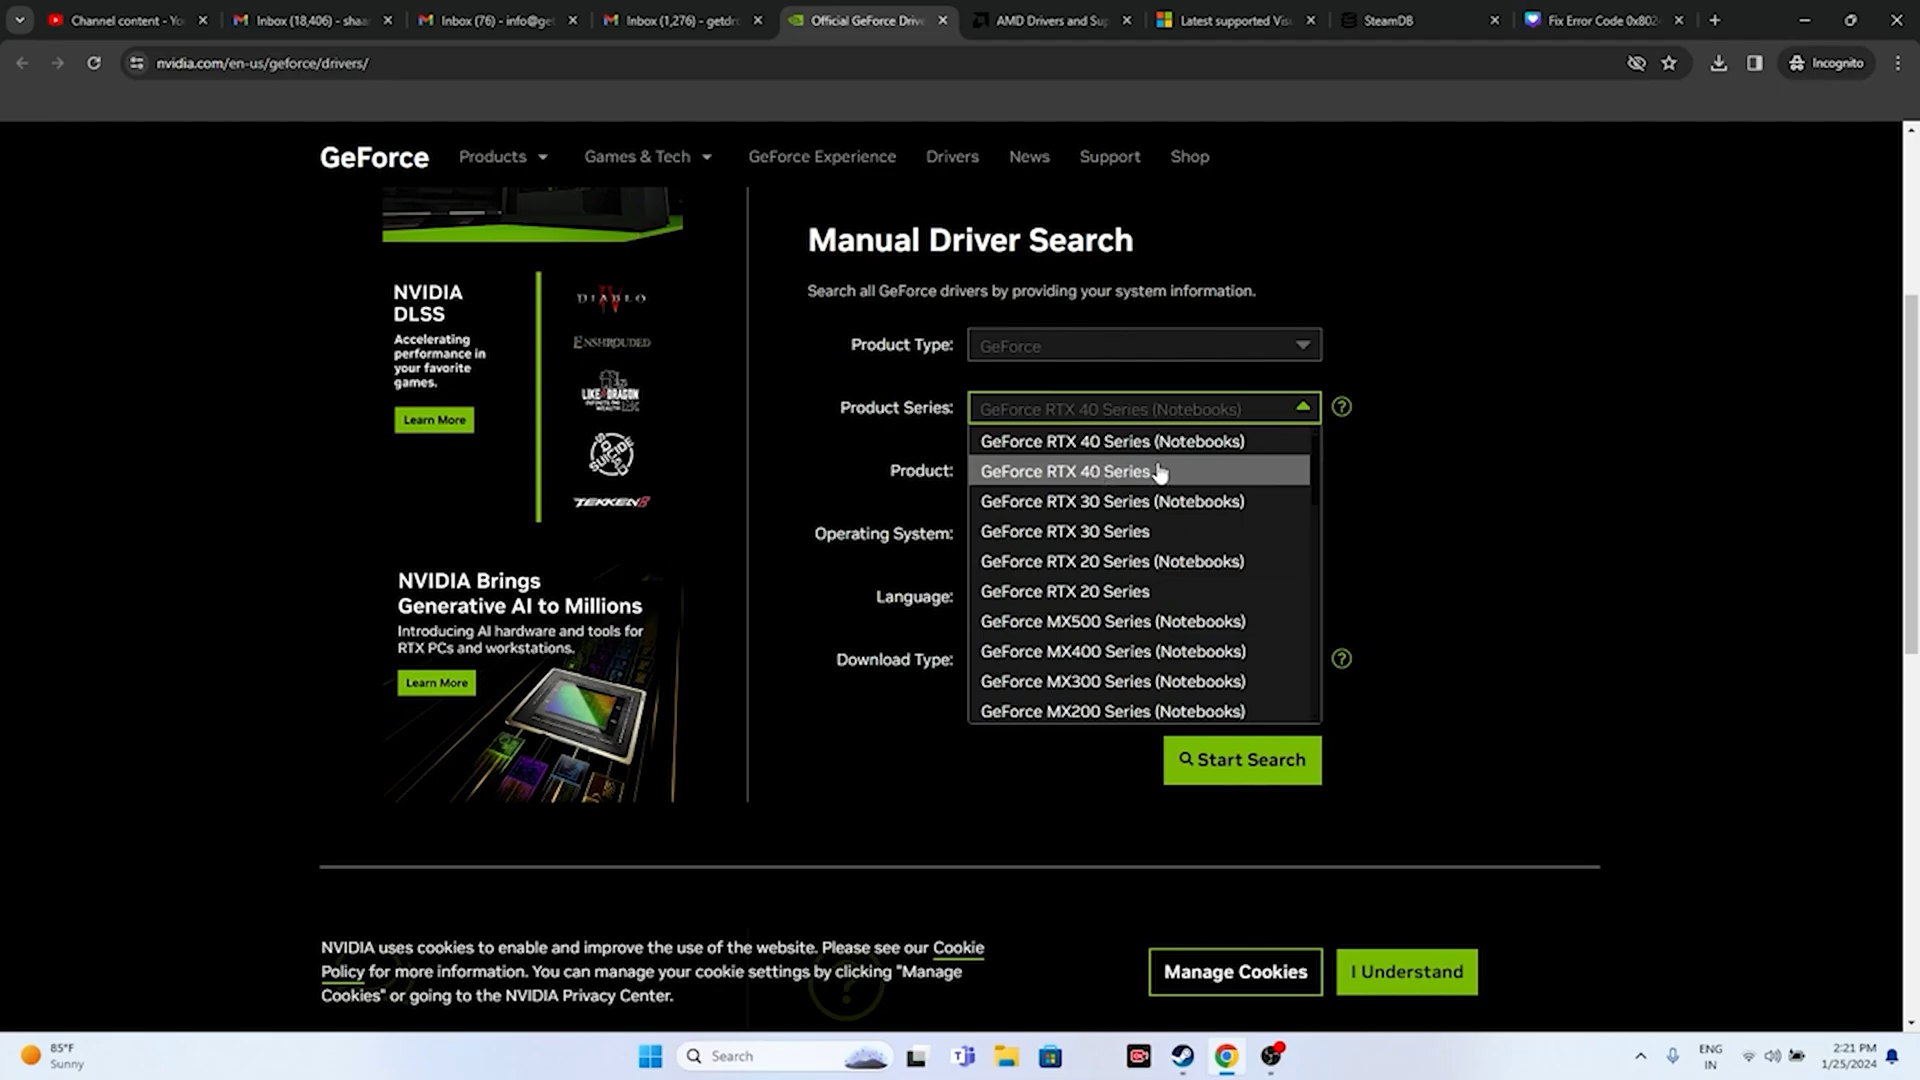 Channel content - Yo
Inbox (18,406) - shaa
Inbox (76) - info@get
Inbox (1,276) - getdr
Official GeForce Drive
AMD Drivers and Sup
Latest supported Visu
SteamDB
Fix Error Code 0x802
nvidia.com/en-us/geforce/drivers/
Incognito
GeForce
Products
Games & Tech
GeForce Experience
Drivers
News
Support
Shop
Manual Driver Search
Search all GeForce drivers by providing your system information.
NVIDIA
DLSS
Accelerating
performance in
your favorite
games.
Learn More
DIABLO
IV
ENSHROUDED
LIKE A DRAGON
SUICIDE
TEKKEN 8
NVIDIA Brings
Generative AI to Millions
Introducing AI hardware and tools for
RTX PCs and workstations.
Learn More
Product Type:
GeForce
Product Series:
GeForce RTX 40 Series (Notebooks)
?
GeForce RTX 40 Series (Notebooks)
Product:
GeForce RTX 40 Series
GeForce RTX 30 Series (Notebooks)
Operating System:
GeForce RTX 30 Series
GeForce RTX 20 Series (Notebooks)
Language:
GeForce RTX 20 Series
GeForce MX500 Series (Notebooks)
Download Type:
GeForce MX400 Series (Notebooks)
?
GeForce MX300 Series (Notebooks)
GeForce MX200 Series (Notebooks)
Start Search
NVIDIA uses cookies to enable and improve the use of the website. Please see our Cookie
Policy for more information. You can manage your cookie settings by clicking "Manage
Cookies" or going to the NVIDIA Privacy Center.
Manage Cookies
I Understand
85°F
Sunny
Search
ENG
IN
2:21 PM
1/25/2024